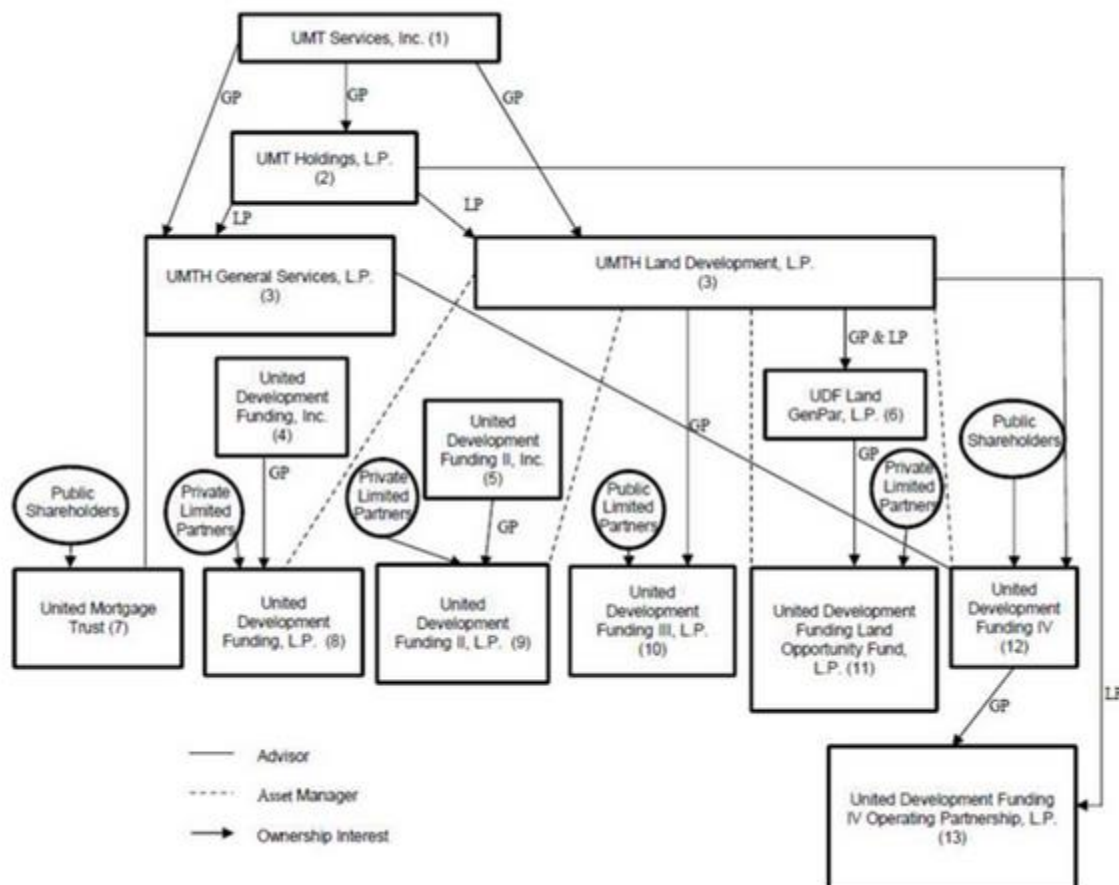 UMT Services, Inc. (1)
GP
GP
GP
UMT Holdings, L.P.
(2)
LP
LP
UMTH General Services, L.P.
(3)
UMTH Land Development, L.P.
(3)
GP & LP
United
Development
Funding, Inc.
(4)
United
Development
Funding II, Inc.
(5)
UDF Land
GenPar, L.P. (6)
Public
Shareholders
GP
GP
GP
Public
Shareholders
Private
Limited
Partners
Private
Limited
Partners
GP
Public
Limited
Partners
Private
Limited
Partners
United Mortgage
Trust (7)
United
Development
Funding, L.P. (8)
United
Development
Funding II, L.P. (9)
United
Development
Funding III, L.P.
(10)
United Development
Funding Land
Opportunity Fund,
L.P. (11)
United
Development
Funding IV
(12)
GP
LP
Advisor
Asset Manager
Ownership Interest
United Development Funding
IV Operating Partnership, L.P.
(13)